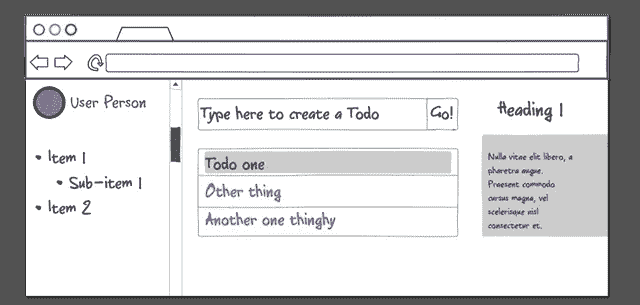 User Person
• Item 1
• Sub-item 1
• Item 2
Type here to create a Todo
Go!
Todo one
Other thing
Another one thinghy
Heading 1
Nulla vitae elit libero, a
pharetra augue.
Praesent commodo
cursus magna, vel
scelerisque nisl
consectetur et.